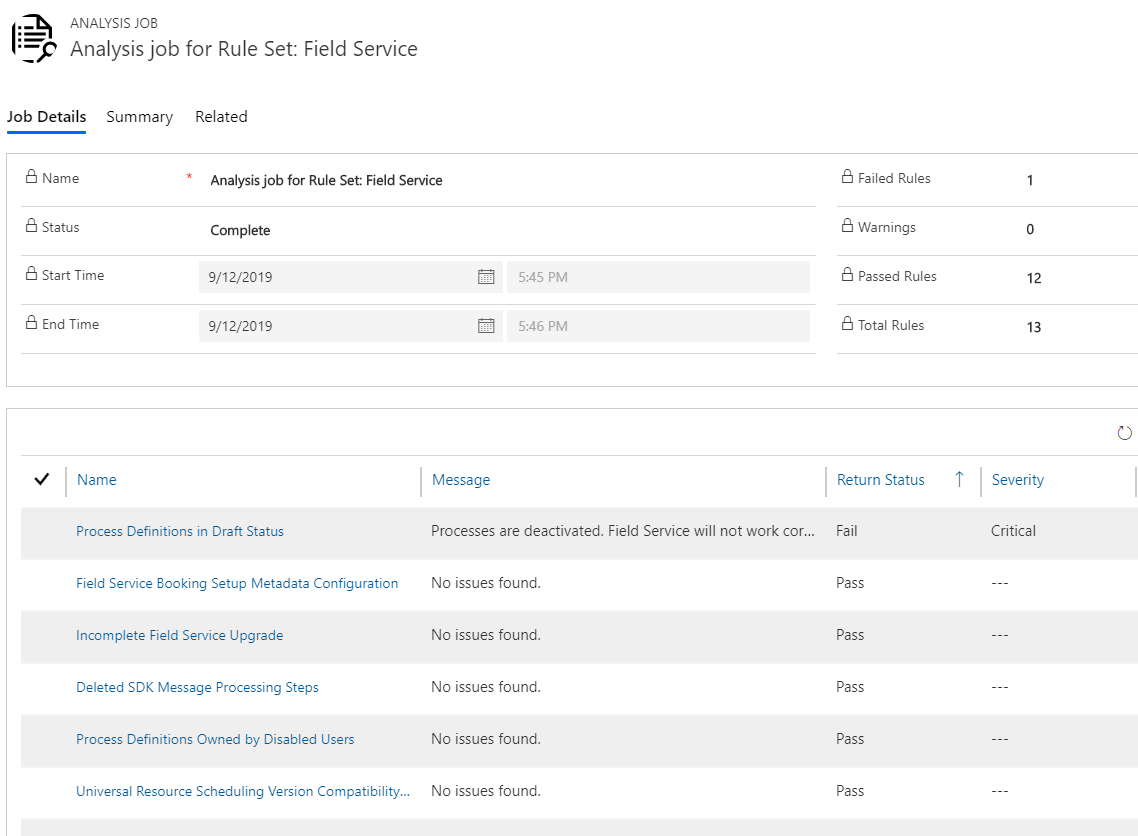 ANALYSIS JOB
Analysis job for Rule Set: Field Service
Job Details Summary Related
Name * Analysis job for Rule Set: Field Service Failed Rules 1
Status Complete Warnings 0
Start Time 9/12/2019 5:45 PM Passed Rules 12
End Time 9/12/2019 5:46 PM Total Rules 13
Name Message Return Status ↑ Severity
Process Definitions in Draft Status Processes are deactivated. Field Service will not work cor... Fail Critical
Field Service Booking Setup Metadata Configuration No issues found. Pass ---
Incomplete Field Service Upgrade No issues found. Pass ---
Deleted SDK Message Processing Steps No issues found. Pass ---
Process Definitions Owned by Disabled Users No issues found. Pass ---
Universal Resource Scheduling Version Compatibility... No issues found. Pass ---